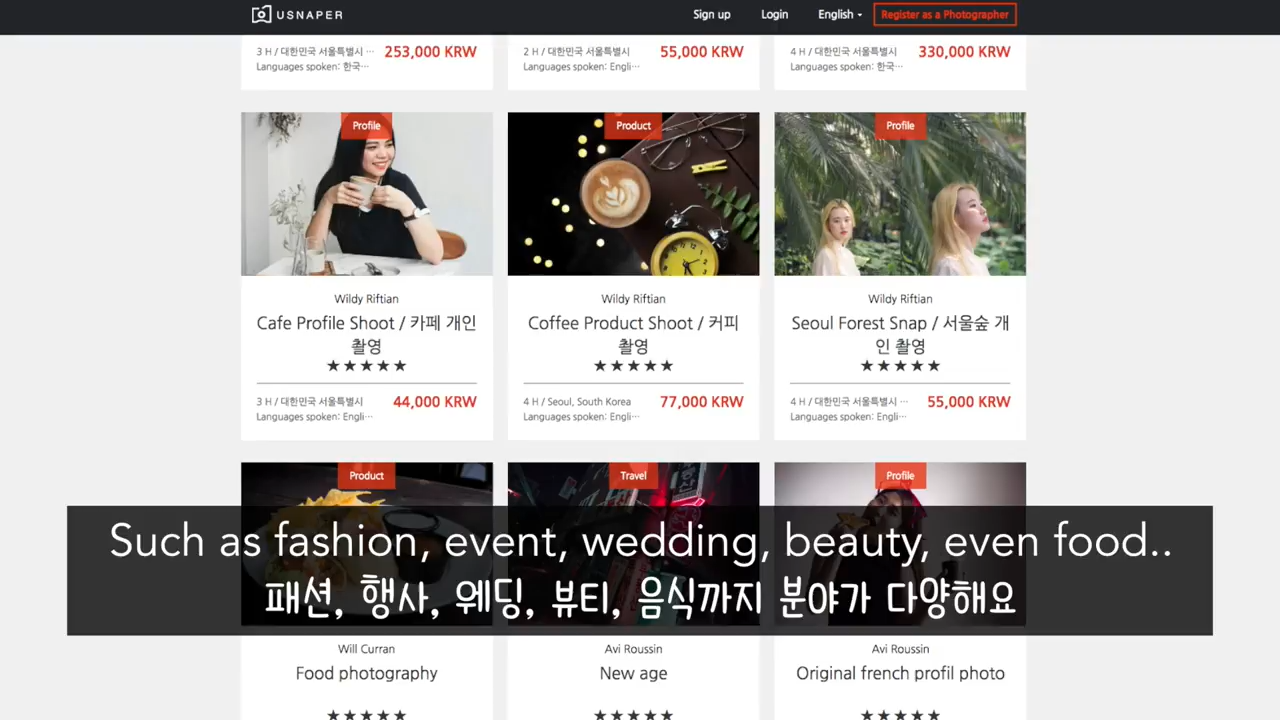 USNAPER
Sign up
Login
English
Register as a Photographer
3 H / 대한민국 서울특별시 ···
253,000 KRW
Languages spoken: 한국···
2 H / 대한민국 서울특별시
55,000 KRW
Languages spoken: Engli···
4 H / 대한민국 서울특별시
330,000 KRW
Languages spoken: 한국···
Profile
Wildy Riftian
Cafe Profile Shoot / 카페 개인
촬영
★★★★★
3 H / 대한민국 서울특별시
44,000 KRW
Languages spoken: Engli···
Product
Wildy Riftian
Coffee Product Shoot / 커피
촬영
★★★★★
4 H / Seoul, South Korea
77,000 KRW
Languages spoken: Engli···
Profile
Wildy Riftian
Seoul Forest Snap / 서울숲 개
인 촬영
★★★★★
4 H / 대한민국 서울특별시 ···
55,000 KRW
Languages spoken: Engli···
Product
Travel
Profile
Such as fashion, event, wedding, beauty, even food..
패션, 행사, 웨딩, 뷰티, 음식까지 분야가 다양해요
Will Curran
Food photography
★★★★★
Avi Roussin
New age
★★★★★
Avi Roussin
Original french profil photo
★★★★★